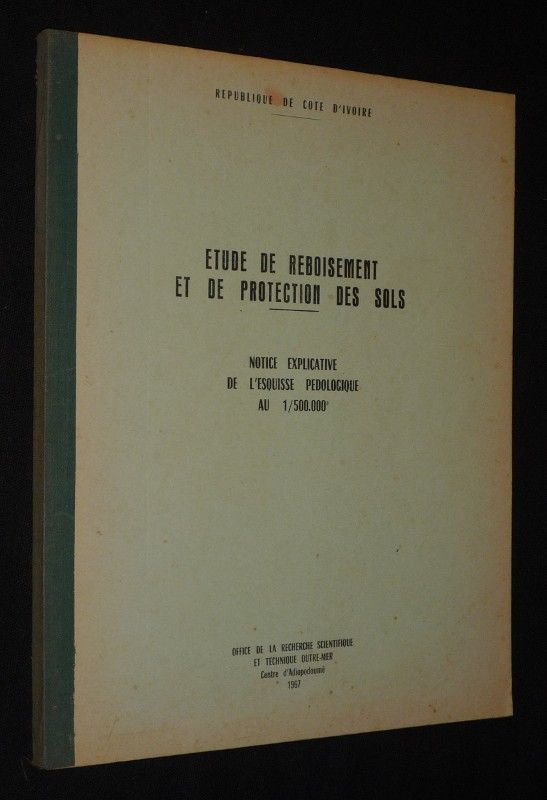 REPUBLIQUE DE COTE D'IVOIRE
ETUDE DE REBOISEMENT
ET DE PROTECTION DES SOLS
NOTICE EXPLICATIVE
DE L'ESQUISSE PEDOLOGIQUE
AU 1/500.000°
OFFICE DE LA RECHERCHE SCIENTIFIQUE
ET TECHNIQUE OUTRE-MER
Centre d'Adiopodoumé
1967